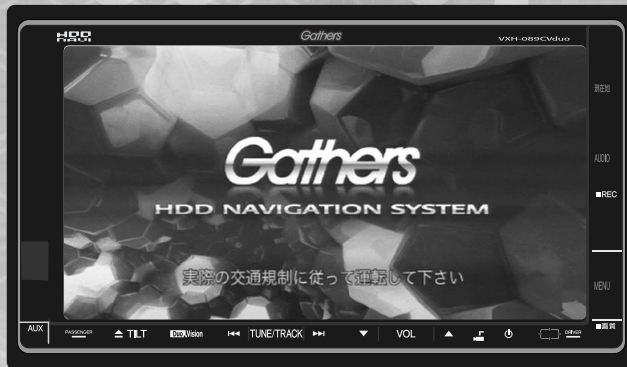 HDD NAVI
Gathers
VXH-089CVduo
現在地
AUDIO
■REC
MENU
■画質
Gathers
HDD NAVIGATION SYSTEM
実際の交通規制に従って運転して下さい
AUX
PASSENGER
TILT
Duo Vision
TUNE/TRACK
VOL
DRIVER